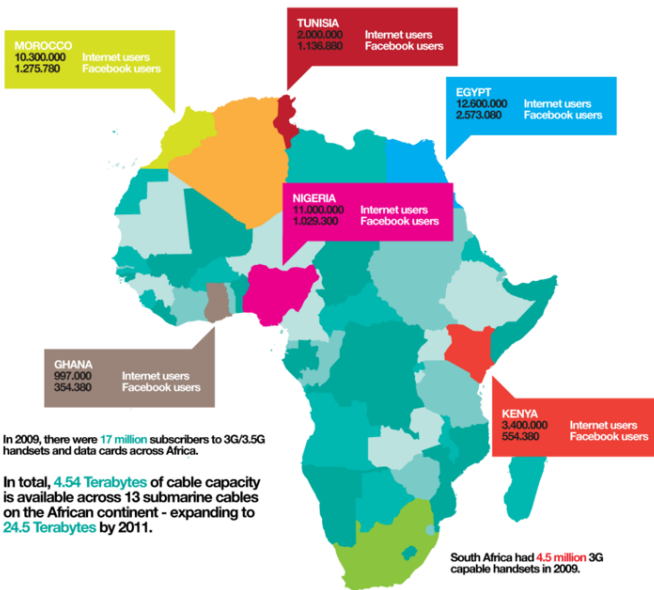 TUNISIA
2.000.000 Internet users
1.136.880 Facebook users
MOROCCO
10.300.000 Internet users
1.275.780 Facebook users
EGYPT
12.600.000 Internet users
2.573.080 Facebook users
NIGERIA
11.000.000 Internet users
1.029.300 Facebook users
GHANA
997.000 Internet users
354.380 Facebook users
KENYA
3.400.000 Internet users
554.380 Facebook users
In 2009, there were 17 million subscribers to 3G/3.5G
handsets and data cards across Africa.
In total, 4.54 Terabytes of cable capacity
is available across 13 submarine cables
on the African continent - expanding to
24.5 Terabytes by 2011.
South Africa had 4.5 million 3G
capable handsets in 2009.